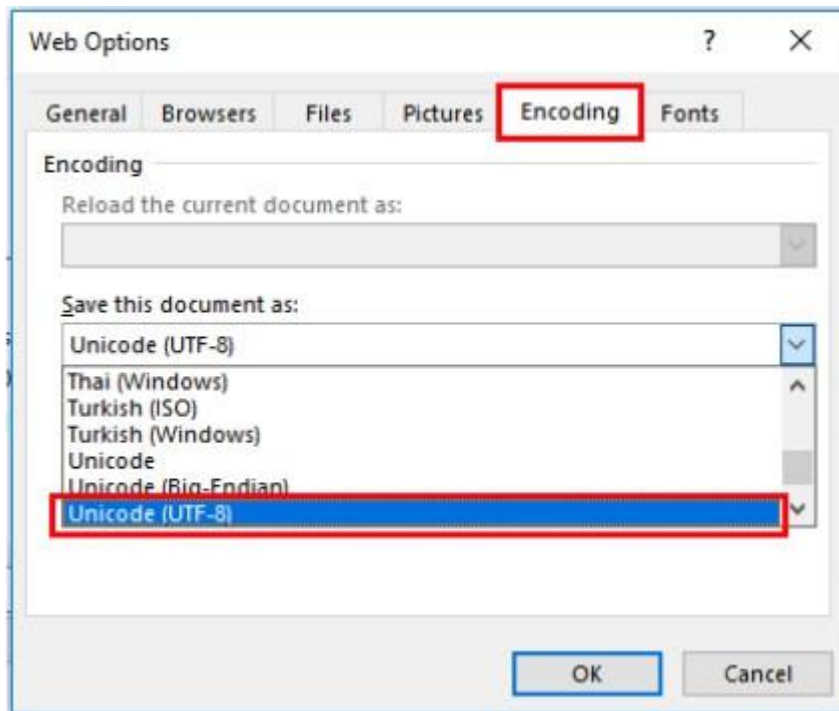 Web Options ?
General Browsers Files Pictures Encoding Fonts
Encoding
Reload the current document as:
Save this document as:
Unicode (UTF-8)
Thai (Windows)
Turkish (ISO)
Turkish (Windows)
Unicode
Unicode (Big-Endian)
Unicode (UTF-8)
OK Cancel